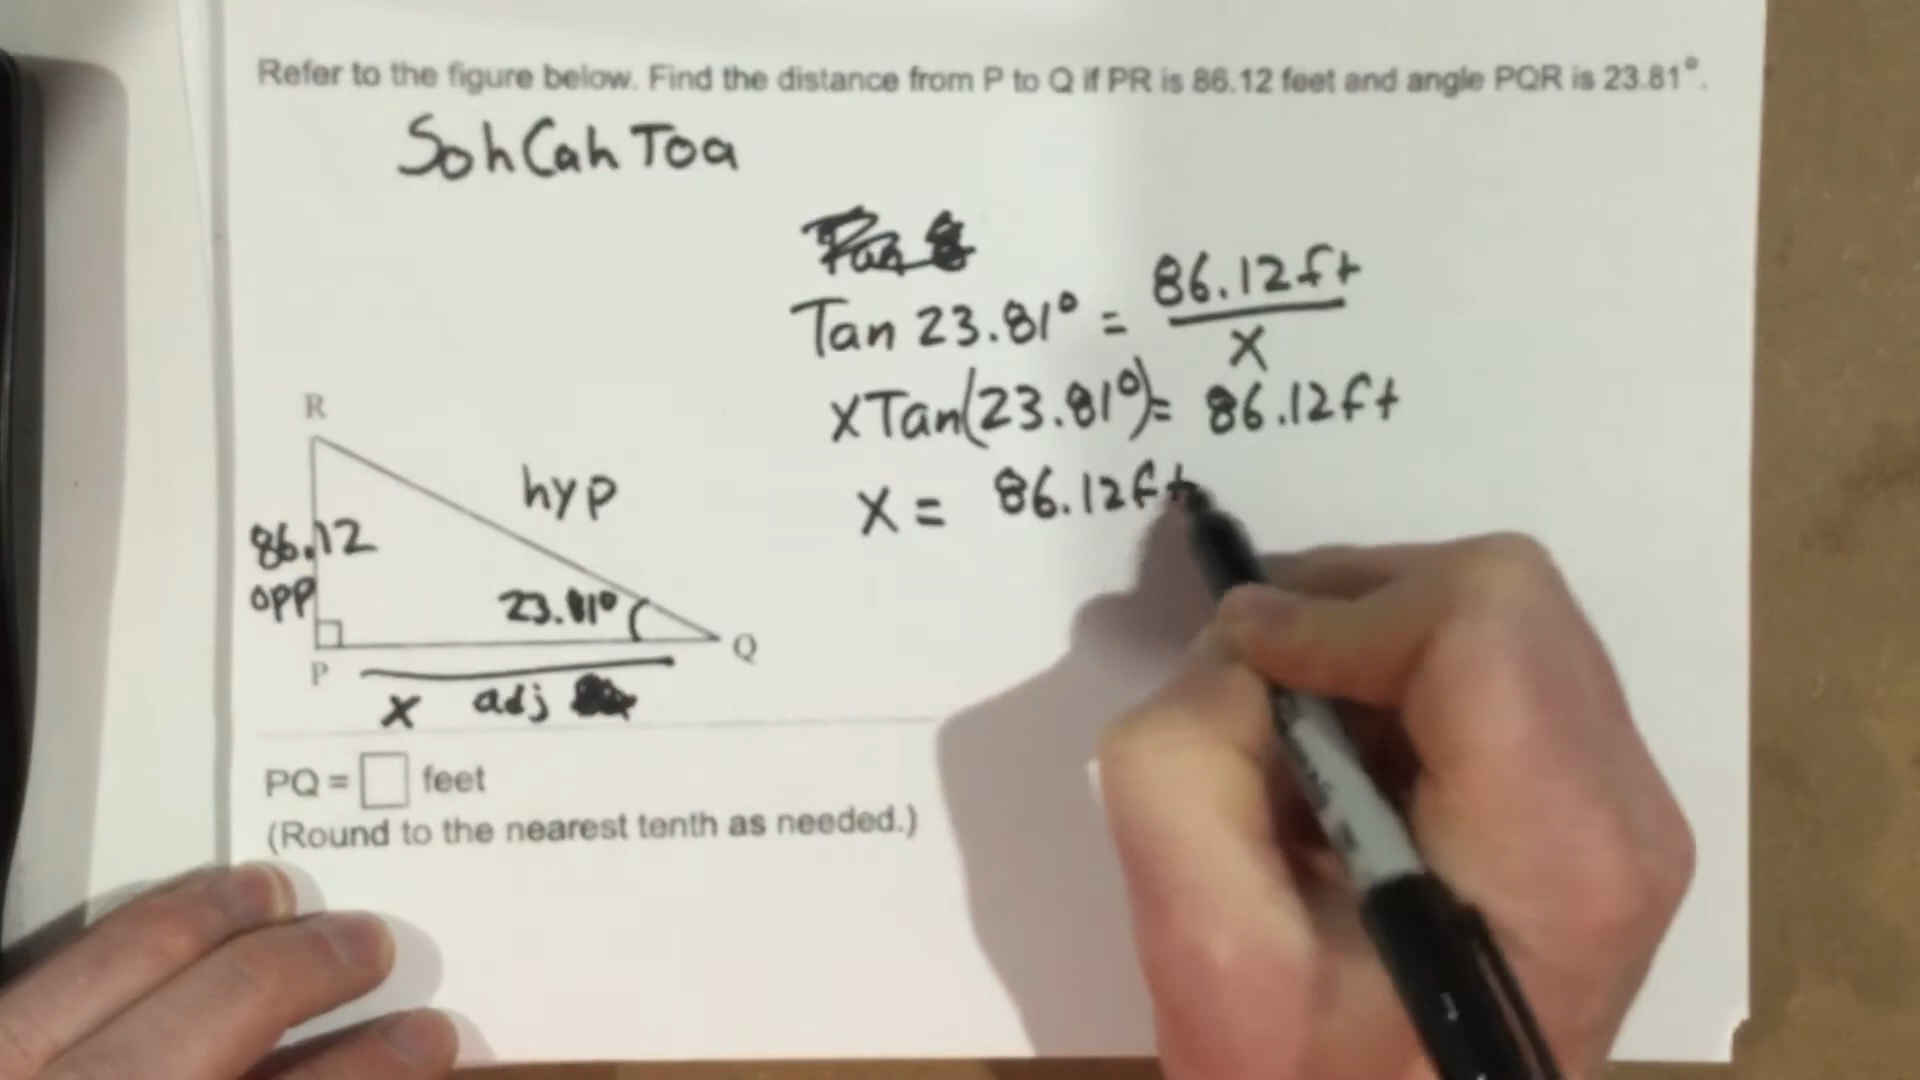 Refer to the figure below. Find the distance from P to Q if PR is 86.12 feet and angle PQR is 23.81°.
SohCahToa
Tan 23.81° = 86.12ft
x
xTan(23.81°)= 86.12ft
x = 86.12ft
R
hyp
86.12
opp
23.81°
P
Q
x adj
PQ = feet
(Round to the nearest tenth as needed.)